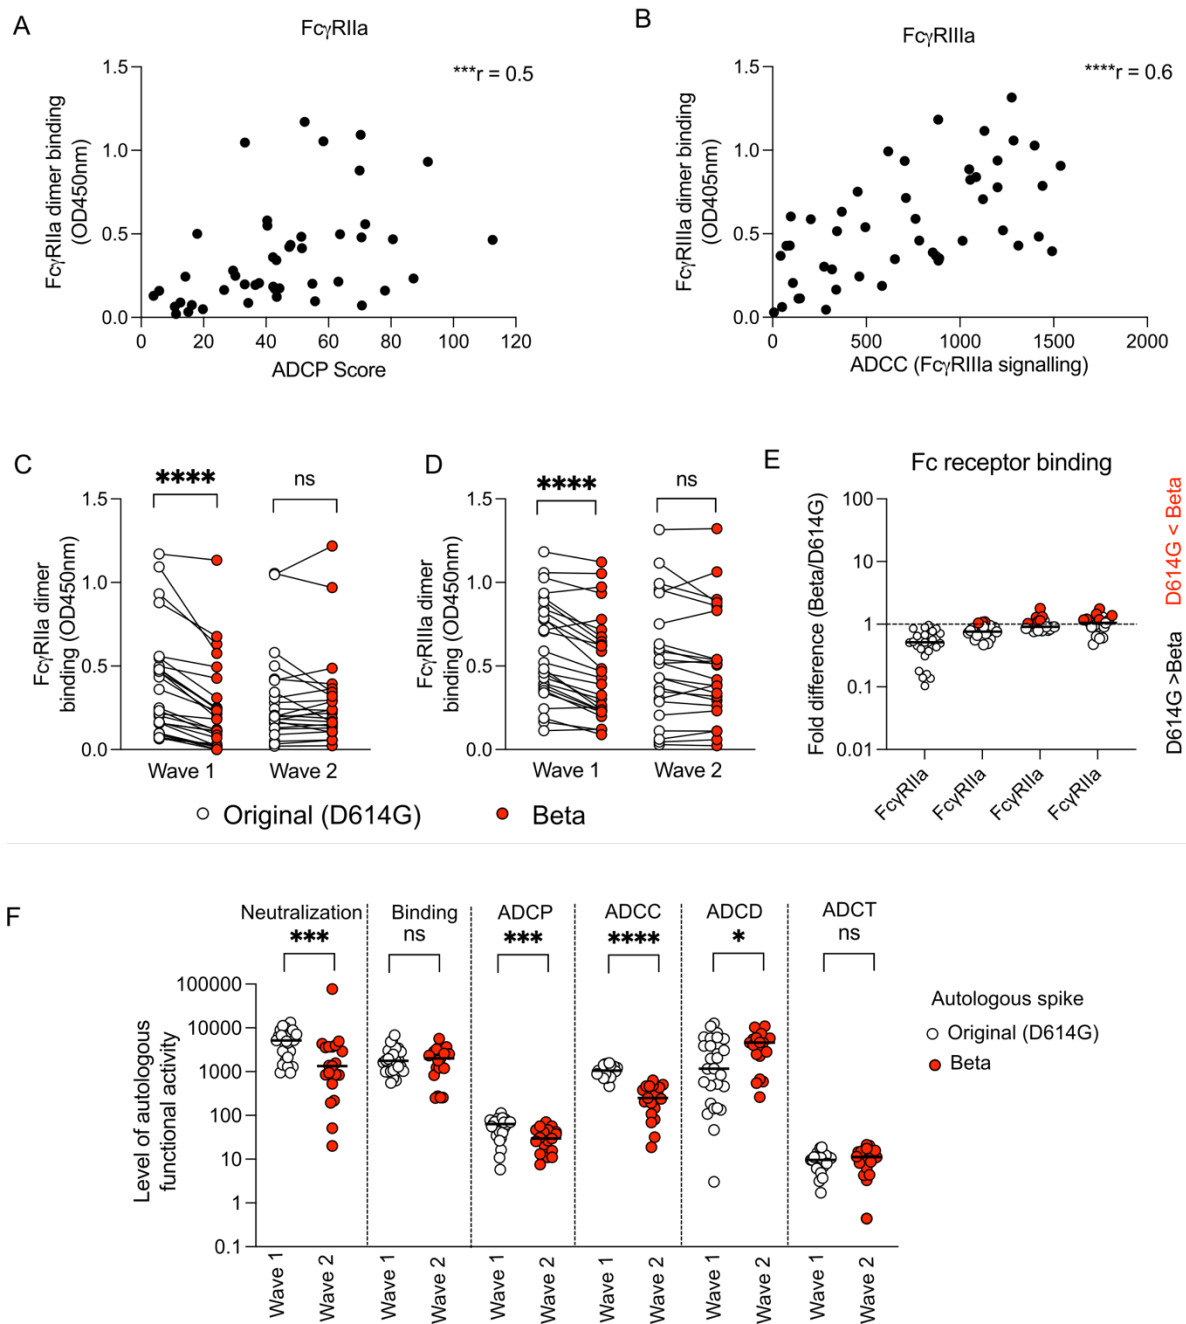 A
FcγRIIa
***r = 0.5
FcγRIIa dimer binding
(OD450nm)
1.5
1.0
0.5
0.0
0 20 40 60 80 100 120
ADCP Score
B
FcγRIIIa
****r = 0.6
FcγRIIIa dimer binding
(OD405nm)
1.5
1.0
0.5
0.0
0 500 1000 1500 2000
ADCC (FcγRIIIa signalling)
C
**** ns
FcγRIIa dimer
binding (OD450nm)
1.5
1.0
0.5
0.0
Wave 1 Wave 2
D
**** ns
FcγRIIIa dimer
binding (OD450nm)
1.5
1.0
0.5
0.0
Wave 1 Wave 2
Original (D614G) Beta
E
Fc receptor binding
Fold difference (Beta/D614G)
100
10
1
0.1
0.01
FcγRIIa FcγRIIa FcγRIIa FcγRIIa
D614G < Beta
D614G >Beta
F
Neutralization Binding ADCP ADCC ADCD ADCT
*** ns *** **** * ns
Level of autologous
functional activity
100000
10000
1000
100
10
1
0.1
Wave 1 Wave 2 Wave 1 Wave 2 Wave 1 Wave 2 Wave 1 Wave 2 Wave 1 Wave 2 Wave 1 Wave 2
Autologous spike
Original (D614G)
Beta